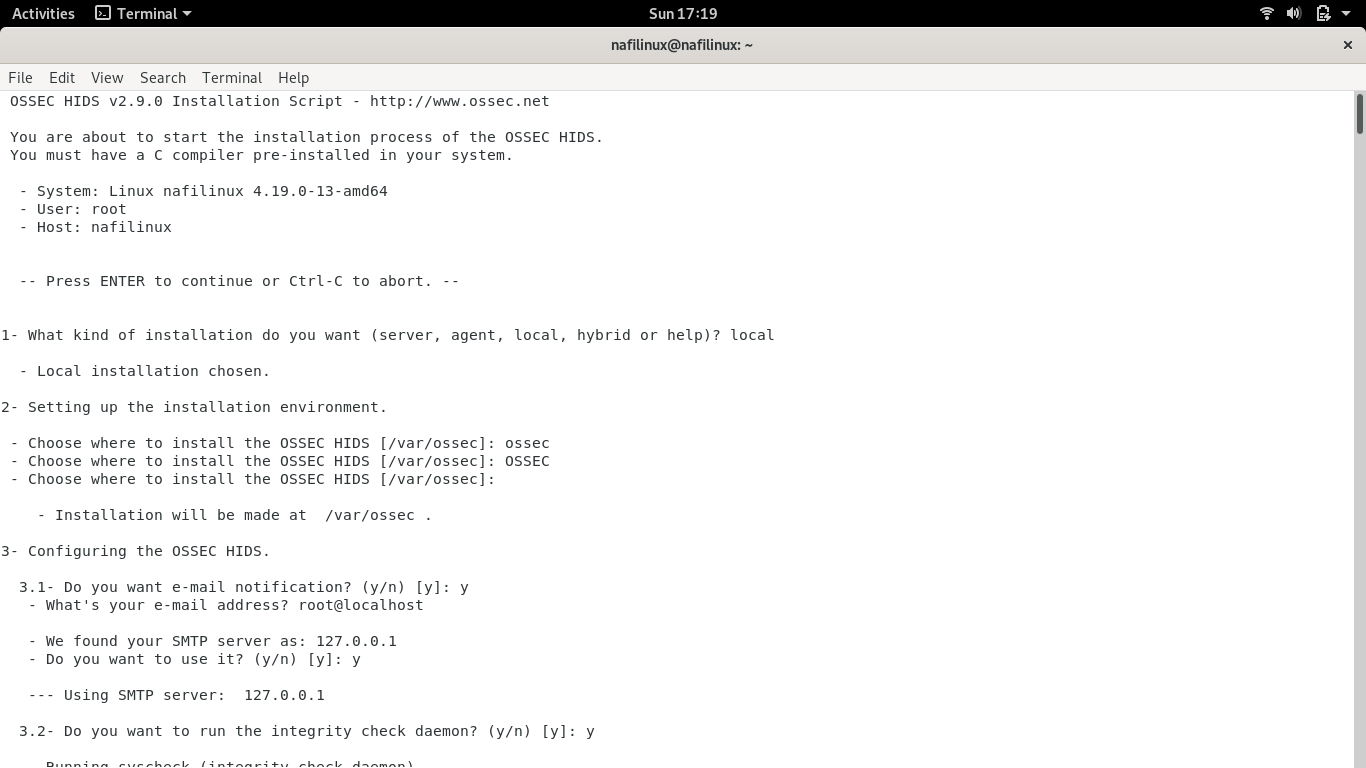 Activities Terminal Sun 17:19
nafilinux@nafilinux: ~ ×
File Edit View Search Terminal Help
OSSEC HIDS v2.9.0 Installation Script - http://www.ossec.net
You are about to start the installation process of the OSSEC HIDS.
You must have a C compiler pre-installed in your system.
- System: Linux nafilinux 4.19.0-13-amd64
- User: root
- Host: nafilinux
-- Press ENTER to continue or Ctrl-C to abort. --
1- What kind of installation do you want (server, agent, local, hybrid or help)? local
- Local installation chosen.
2- Setting up the installation environment.
- Choose where to install the OSSEC HIDS [/var/ossec]: ossec
- Choose where to install the OSSEC HIDS [/var/ossec]: OSSEC
- Choose where to install the OSSEC HIDS [/var/ossec]:
- Installation will be made at  /var/ossec .
3- Configuring the OSSEC HIDS.
3.1- Do you want e-mail notification? (y/n) [y]: y
- What's your e-mail address? root@localhost
- We found your SMTP server as: 127.0.0.1
- Do you want to use it? (y/n) [y]: y
--- Using SMTP server:  127.0.0.1
3.2- Do you want to run the integrity check daemon? (y/n) [y]: y
Running syscheck (integrity check daemon)